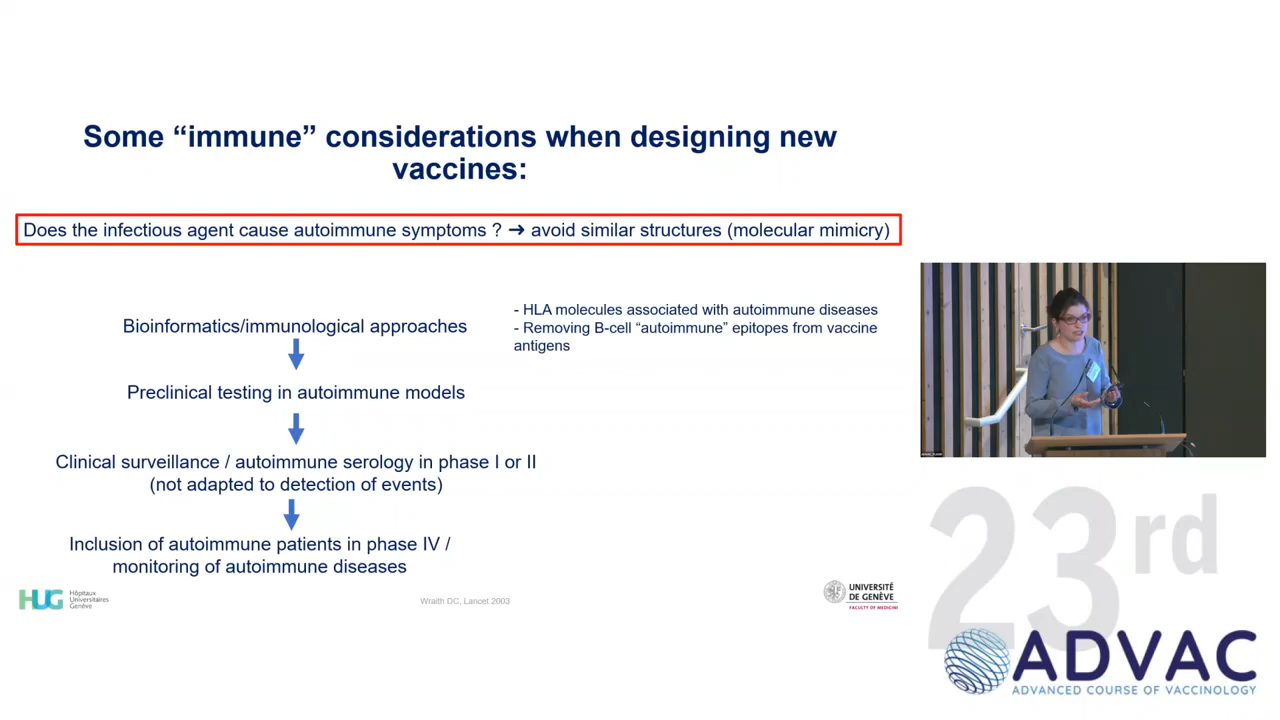 Some “immune” considerations when designing new
vaccines:
Does the infectious agent cause autoimmune symptoms ? ➔ avoid similar structures (molecular mimicry)
Bioinformatics/immunological approaches
- HLA molecules associated with autoimmune diseases
- Removing B-cell “autoimmune” epitopes from vaccine
antigens
Preclinical testing in autoimmune models
Clinical surveillance / autoimmune serology in phase I or II
(not adapted to detection of events)
Inclusion of autoimmune patients in phase IV /
monitoring of autoimmune diseases
HUG
Hôpitaux
Universitaires
Genève
Wraith DC, Lancet 2003
UNIVERSITÉ
DE GENÈVE
FACULTY OF MEDICINE
23rd
ADVAC
ADVANCED COURSE OF VACCINOLOGY